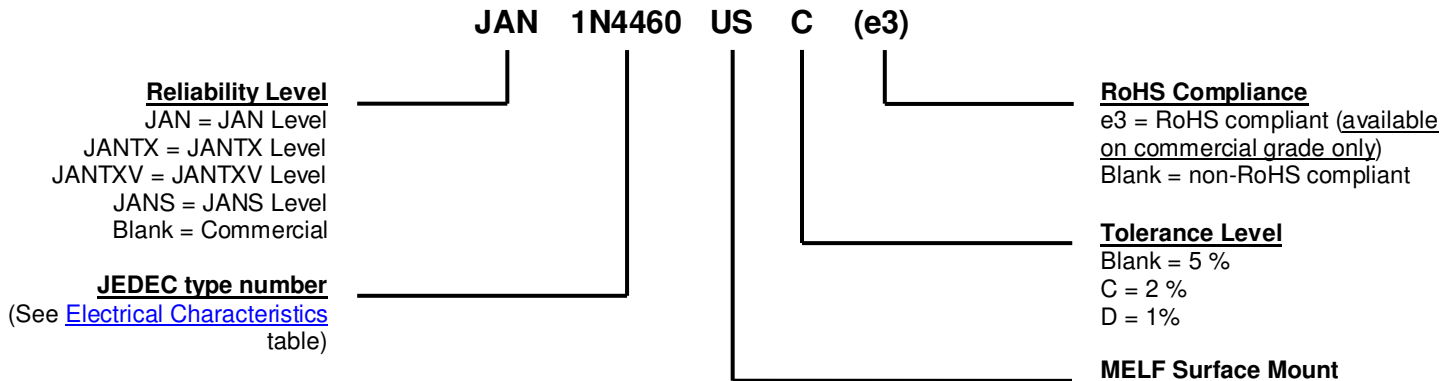 JAN 1N4460 US C (e3)
Reliability Level
JAN = JAN Level
JANTX = JANTX Level
JANTXV = JANTXV Level
JANS = JANS Level
Blank = Commercial
JEDEC type number
(See Electrical Characteristics
table)
RoHS Compliance
e3 = RoHS compliant (available
on commercial grade only)
Blank = non-RoHS compliant
Tolerance Level
Blank = 5 %
C = 2 %
D = 1%
MELF Surface Mount